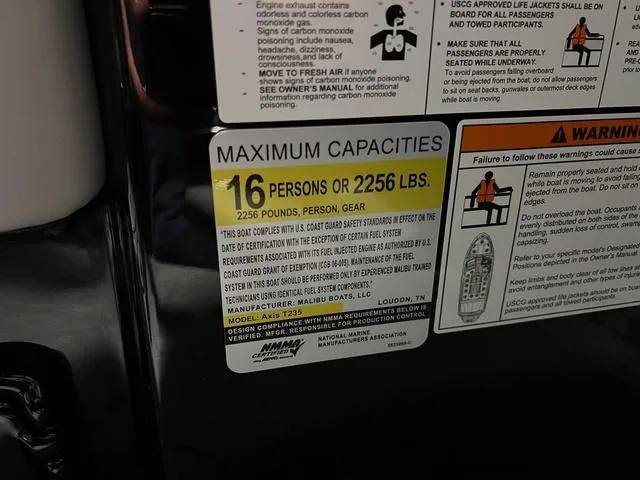 Engine exhaust contains
odorless and colorless carbon
monoxide gas.
- Signs of carbon monoxide
poisoning include nausea,
headache, dizziness,
drowsiness, and lack of
consciousness.
- MOVE TO FRESH AIR if anyone
shows signs of carbon monoxide poisoning.
- SEE OWNER'S MANUAL for additional
information regarding carbon monoxide
poisoning.
• USCG APPROVED LIFE JACKETS SHALL BE ON
BOARD FOR ALL PASSENGERS
AND TOWED PARTICIPANTS.
• MAKE SURE THAT ALL
PASSENGERS ARE PROPERLY
SEATED WHILE UNDERWAY.
To avoid passengers falling overboard
or being ejected from the boat, do not allow passengers
to sit on seat backs, gunwales or outermost deck edges
while boat is moving.
MAXIMUM CAPACITIES
16 PERSONS OR 2256 LBS.
2256 POUNDS, PERSON, GEAR
"THIS BOAT COMPLIES WITH U.S. COAST GUARD SAFETY STANDARDS IN EFFECT ON THE
DATE OF CERTIFICATION WITH THE EXCEPTION OF CERTAIN FUEL SYSTEM
REQUIREMENTS ASSOCIATED WITH ITS FUEL INJECTED ENGINE AS AUTHORIZED BY U.S.
COAST GUARD GRANT OF EXEMPTION (CGB 06-005). MAINTENANCE OF THE FUEL
SYSTEM IN THIS BOAT SHOULD BE PERFORMED ONLY BY EXPERIENCED MALIBU TRAINED
TECHNICIANS USING IDENTICAL FUEL SYSTEM COMPONENTS."
MANUFACTURER: MALIBU BOATS, LLC LOUDON, TN
MODEL: Axis T235
DESIGN COMPLIANCE WITH NMMA REQUIREMENTS BELOW IS
VERIFIED. MFGR. RESPONSIBLE FOR PRODUCTION CONTROL
NMMA
CERTIFIED
NATIONAL MARINE
MANUFACTURERS ASSOCIATION
WARNING
Failure to follow these warnings could cause
Remain properly seated and hold
while boat is moving to avoid falling
ejected from the boat. Do not sit on
edges.
Do not overload the boat. Occupants
evenly distributed on both sides of the
handling, sudden loss of control, swamp
capsizing.
Refer to your specific model's Designated
Positions depicted in the Owner's Manual.
Keep limbs and body clear of all tow lines
avoid entanglement and other types of injury
USCG approved life jackets should be on board
passengers and all towed participants.